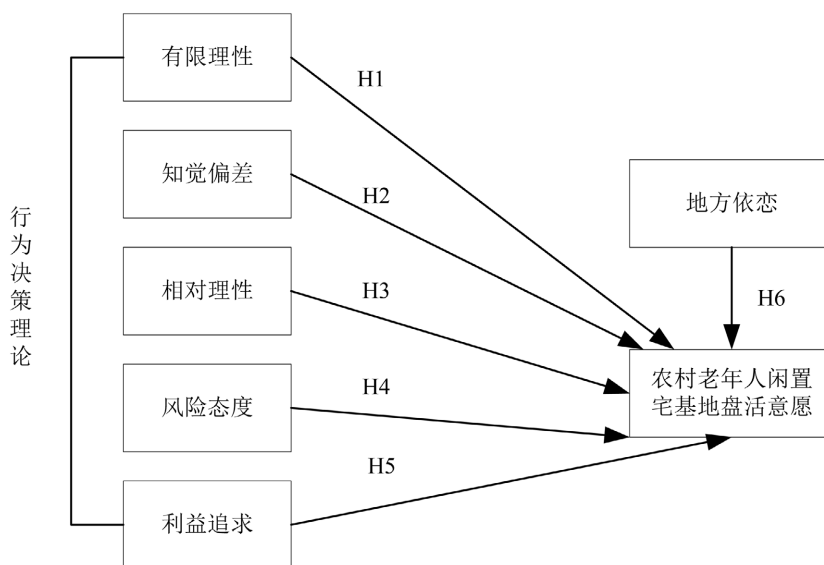 有限理性
H1
知觉偏差
H2
地方依恋
行为决策理论
相对理性
H3
H6
农村老年人闲置
宅基地盘活意愿
风险态度
H4
H5
利益追求